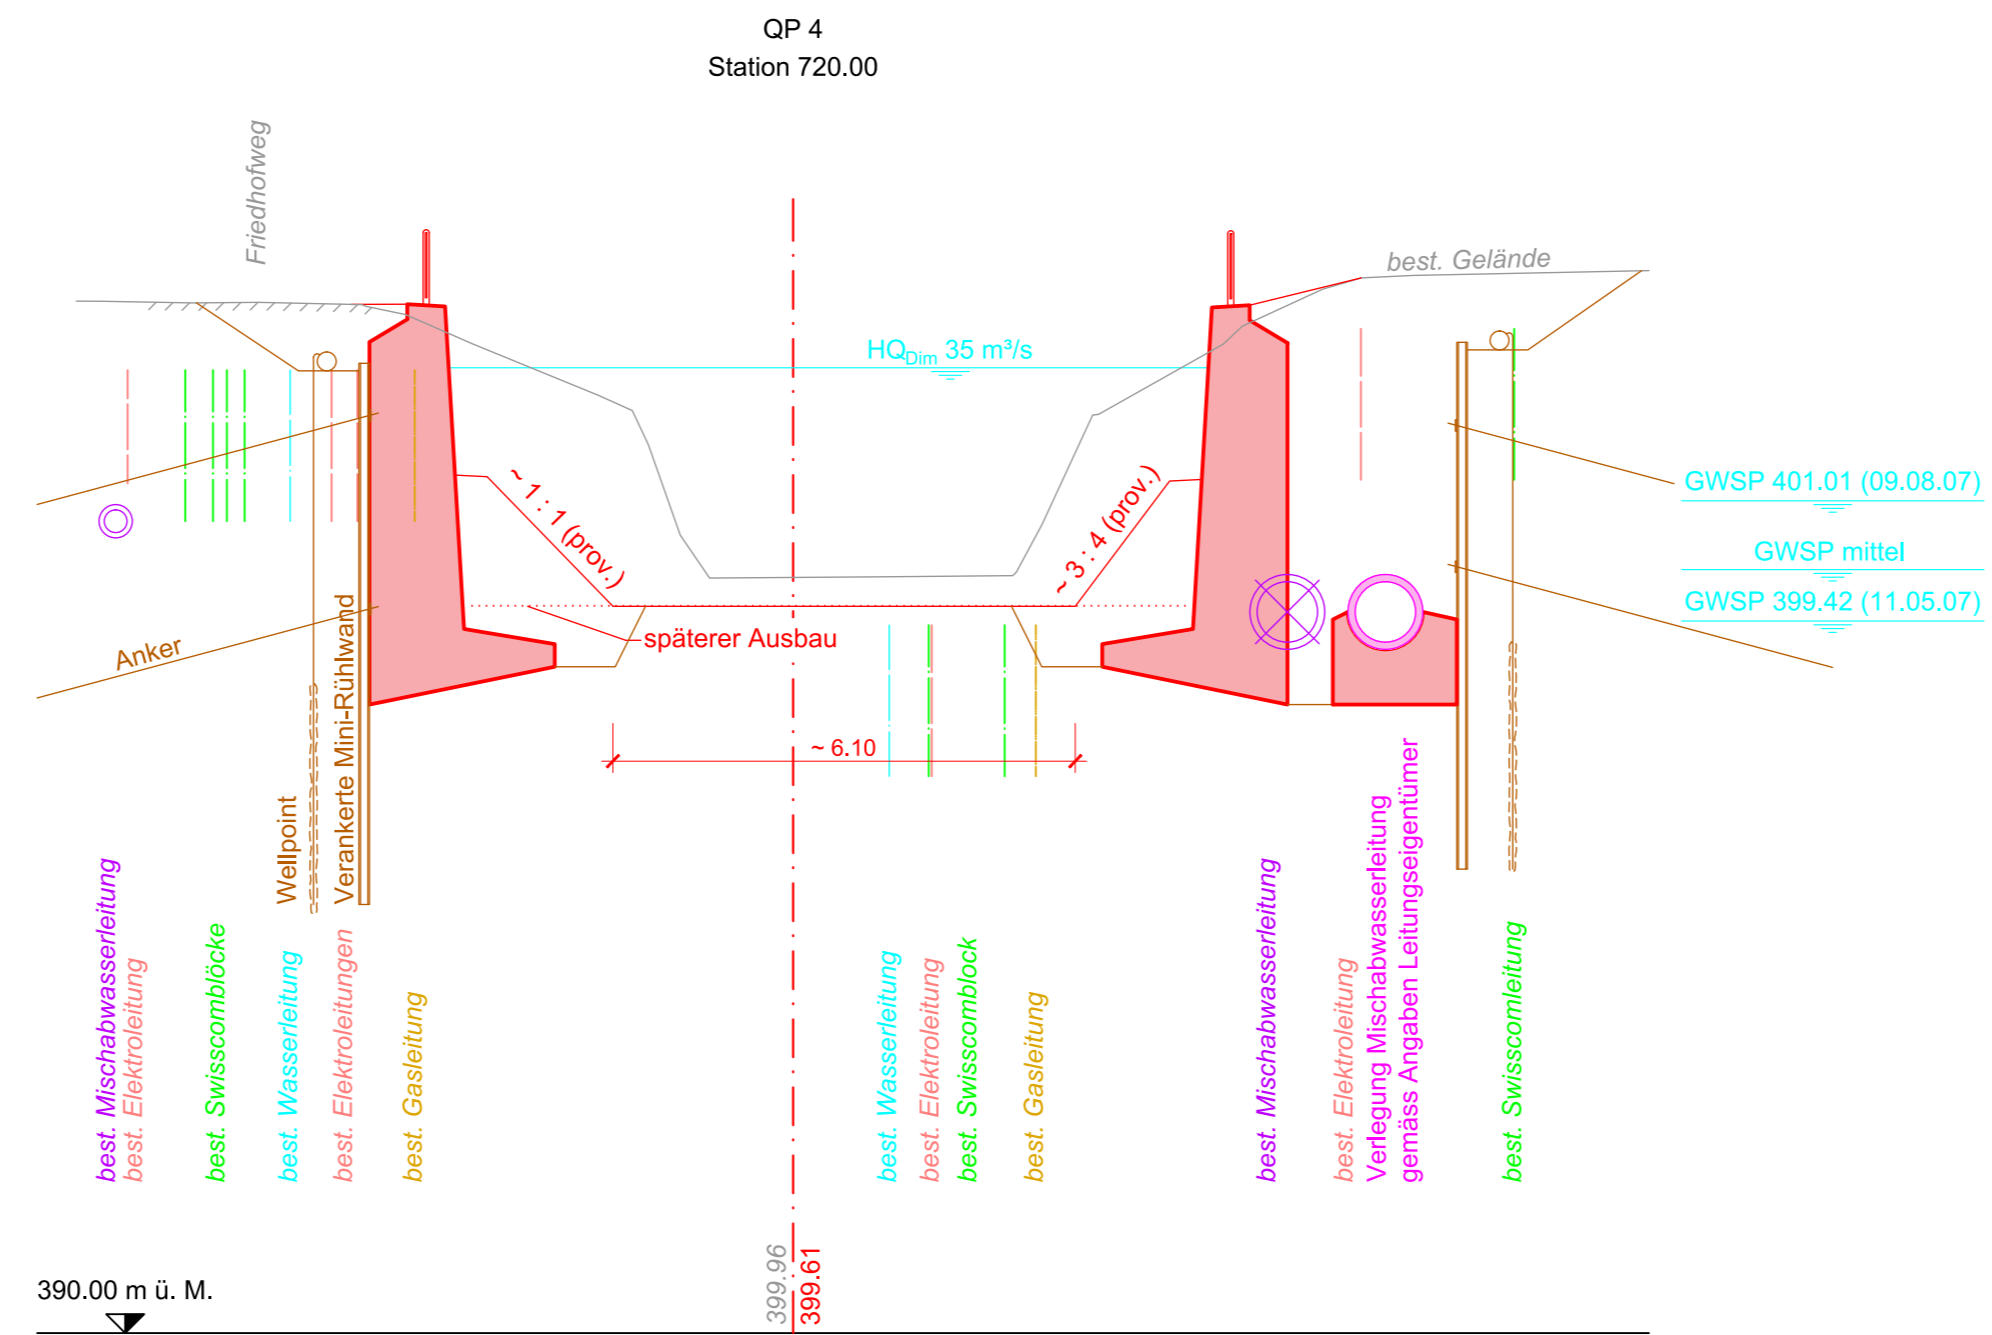 QP 4
Station 720.00
Friedhofweg
best. Gelände
HQDim 35 m³/s
~ 1 : 1 (prov.)
~ 3 : 4 (prov.)
GWSP 401.01 (09.08.07)
GWSP mittel
GWSP 399.42 (11.05.07)
Anker
späterer Ausbau
~ 6.10
Wellpoint
Verankerte Mini-Rühlwand
best. Mischabwasserleitung
best. Elektroleitung
best. Swisscomblöcke
best. Wasserleitung
best. Elektroleitungen
best. Gasleitung
best. Wasserleitung
best. Elektroleitung
best. Swisscomblock
best. Gasleitung
best. Mischabwasserleitung
best. Elektroleitung
Verlegung Mischabwasserleitung
gemäss Angaben Leitungseigentümer
best. Swisscomleitung
399.96
399.61
390.00 m ü. M.